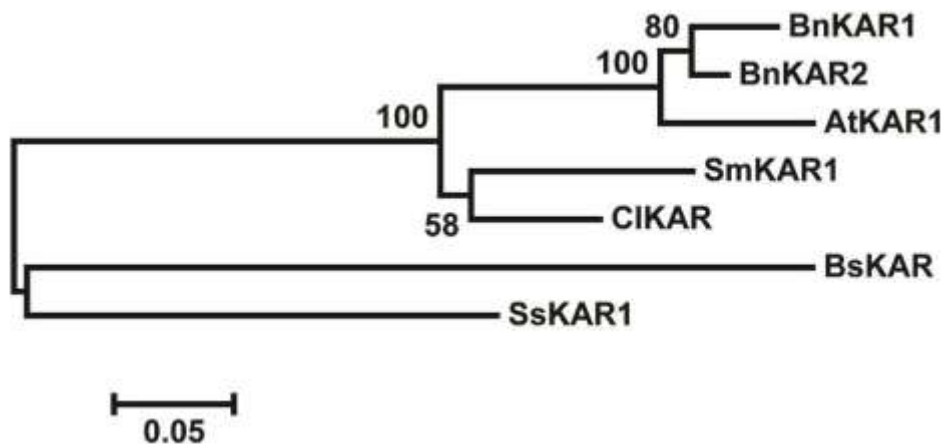 80
BnKAR1
100
BnKAR2
100
AtKAR1
SmKAR1
58
ClKAR
BsKAR
SsKAR1
0.05